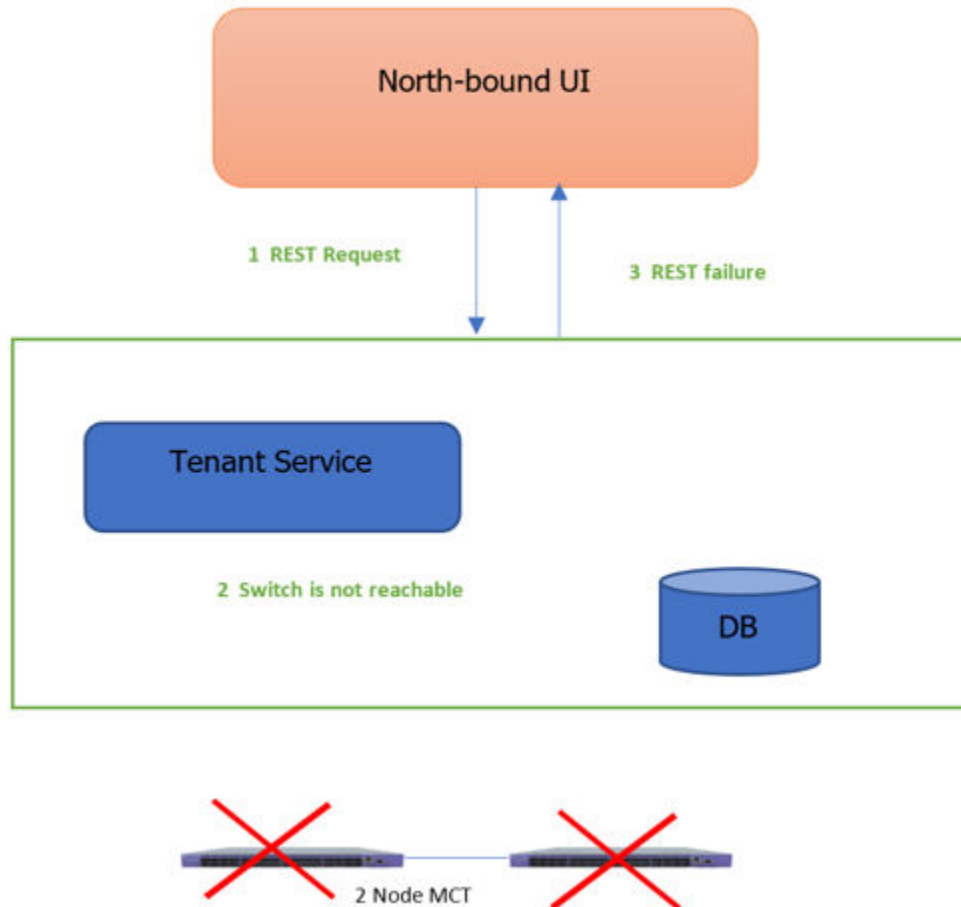 North-bound UI
1 REST Request
3 REST failure
Tenant Service
2 Switch is not reachable
DB
2 Node MCT